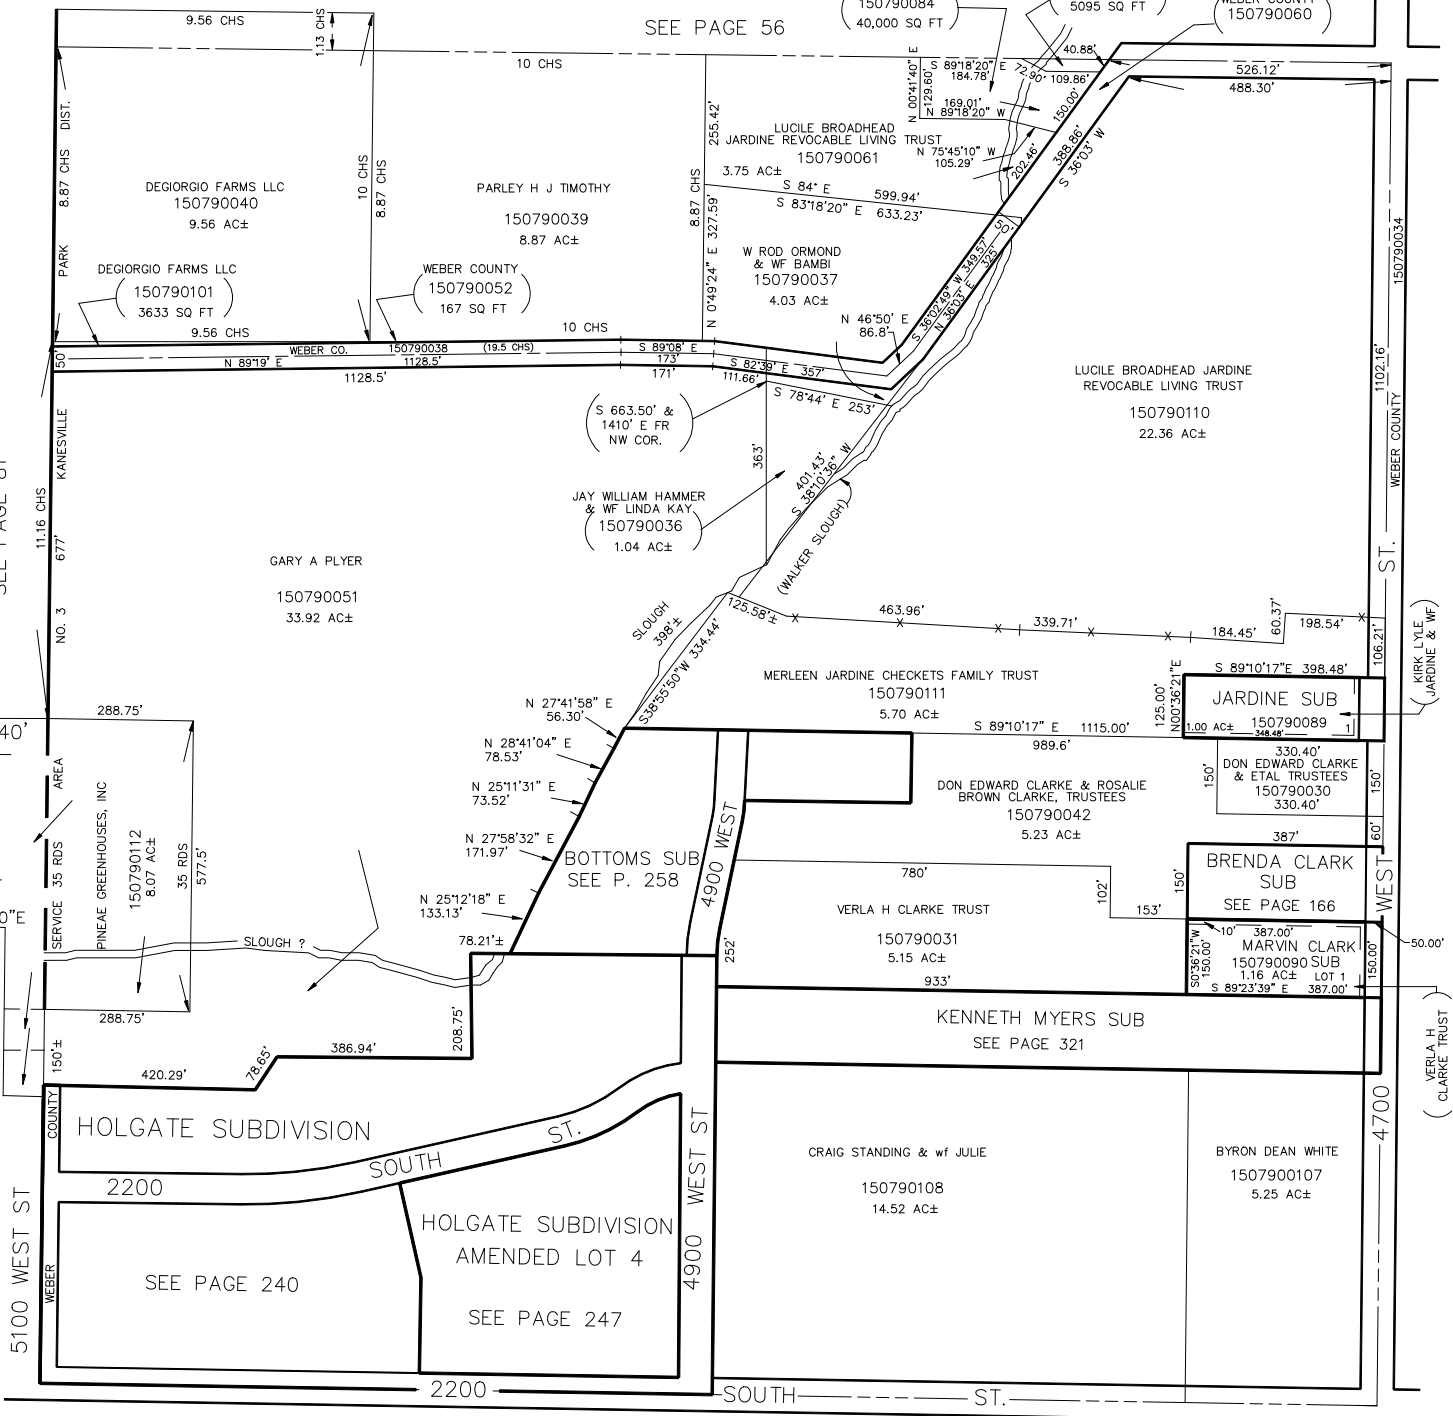 9.56 CHS
1.13 CHS
SEE PAGE 56
150790084
40,000 SQ FT
5095 SQ FT
150790060
10 CHS
40.88'
526.12'
488.30'
N 00°41'40" E
129.60'
S 89°18'20" E
184.78'
72.90'
109.86'
169.01'
N 89°18'20" W
150.00'
N 75°45'10" W
105.29'
202.46'
388.86'
S 36°03' W
PARK DIST.
8.87 CHS
DEGIORGIO FARMS LLC
150790040
9.56 AC±
10 CHS
8.87 CHS
PARLEY H J TIMOTHY
150790039
8.87 AC±
255.42'
8.87 CHS
N 0°49'24" E 327.59'
LUCILE BROADHEAD
JARDINE REVOCABLE LIVING TRUST
150790061
3.75 AC±
S 84° E 599.94'
S 83°18'20" E 633.23'
W ROD ORMOND
& WF BAMBI
150790037
4.03 AC±
50'
S 36°02'49" W 349.57'
N 36°03' E 325'
N 46°50' E
86.8'
DEGIORGIO FARMS LLC
150790101
3633 SQ FT
WEBER COUNTY
150790052
167 SQ FT
9.56 CHS
10 CHS
50'
WEBER CO. 150790038 (19.5 CHS)
N 89°19' E 1128.5'
1128.5'
S 89°08' E
173'
171'
S 82°39' E 357'
111.66'
S 78°44' E 253'
S 663.50' &
1410' E FR
NW COR.
363'
401.43'
S 38°10'36" W
(WALKER SLOUGH)
JAY WILLIAM HAMMER
& WF LINDA KAY
150790036
1.04 AC±
LUCILE BROADHEAD JARDINE
REVOCABLE LIVING TRUST
150790110
22.36 AC±
150790034
1102.16'
WEBER COUNTY
11.16 CHS
NO. 3 677' KANESVILLE
GARY A PLYER
150790051
33.92 AC±
SLOUGH
398'±
125.58'±
S38°55'50"W 334.44'
463.96'
339.71'
184.45'
60.37'
198.54'
106.21'
MERLEEN JARDINE CHECKETS FAMILY TRUST
150790111
5.70 AC±
S 89°10'17" E 1115.00'
989.6'
125.00'
N00°36'21"E
S 89°10'17"E 398.48'
JARDINE SUB
1.00 AC± 150790089 1
348.48'
KIRK LYLE
JARDINE & WF
N 27°41'58" E
56.30'
N 28°41'04" E
78.53'
N 25°11'31" E
73.52'
N 27°58'32" E
171.97'
N 25°12'18" E
133.13'
78.21'±
BOTTOMS SUB
SEE P. 258
4900 WEST
DON EDWARD CLARKE & ROSALIE
BROWN CLARKE, TRUSTEES
150790042
5.23 AC±
330.40'
150'
DON EDWARD CLARKE
& ETAL TRUSTEES
150790030
330.40'
150'
60'
387'
BRENDA CLARK
SUB
SEE PAGE 166
150'
780'
102'
153'
VERLA H CLARKE TRUST
150790031
5.15 AC±
252'
933'
10' 387.00'
MARVIN CLARK
150790090 SUB
1.16 AC± LOT 1
S 89°23'39" E 387.00'
S0°36'21"W
150.00'
150.00'
50.00'
VERLA H
CLARKE TRUST
KENNETH MYERS SUB
SEE PAGE 321
288.75'
40'
SERVICE AREA
35 RDS
PINEAE GREENHOUSES, INC
150790112
8.07 AC±
35 RDS
577.5'
0"E
SLOUGH ?
288.75'
150'±
420.29'
78.65'
386.94'
208.75'
HOLGATE SUBDIVISION
2200 SOUTH ST.
WEBER COUNTY
5100 WEST ST
SEE PAGE 240
HOLGATE SUBDIVISION
AMENDED LOT 4
SEE PAGE 247
4900 WEST ST
CRAIG STANDING & wf JULIE
150790108
14.52 AC±
BYRON DEAN WHITE
1507900107
5.25 AC±
4700 WEST ST.
2200 SOUTH ST.